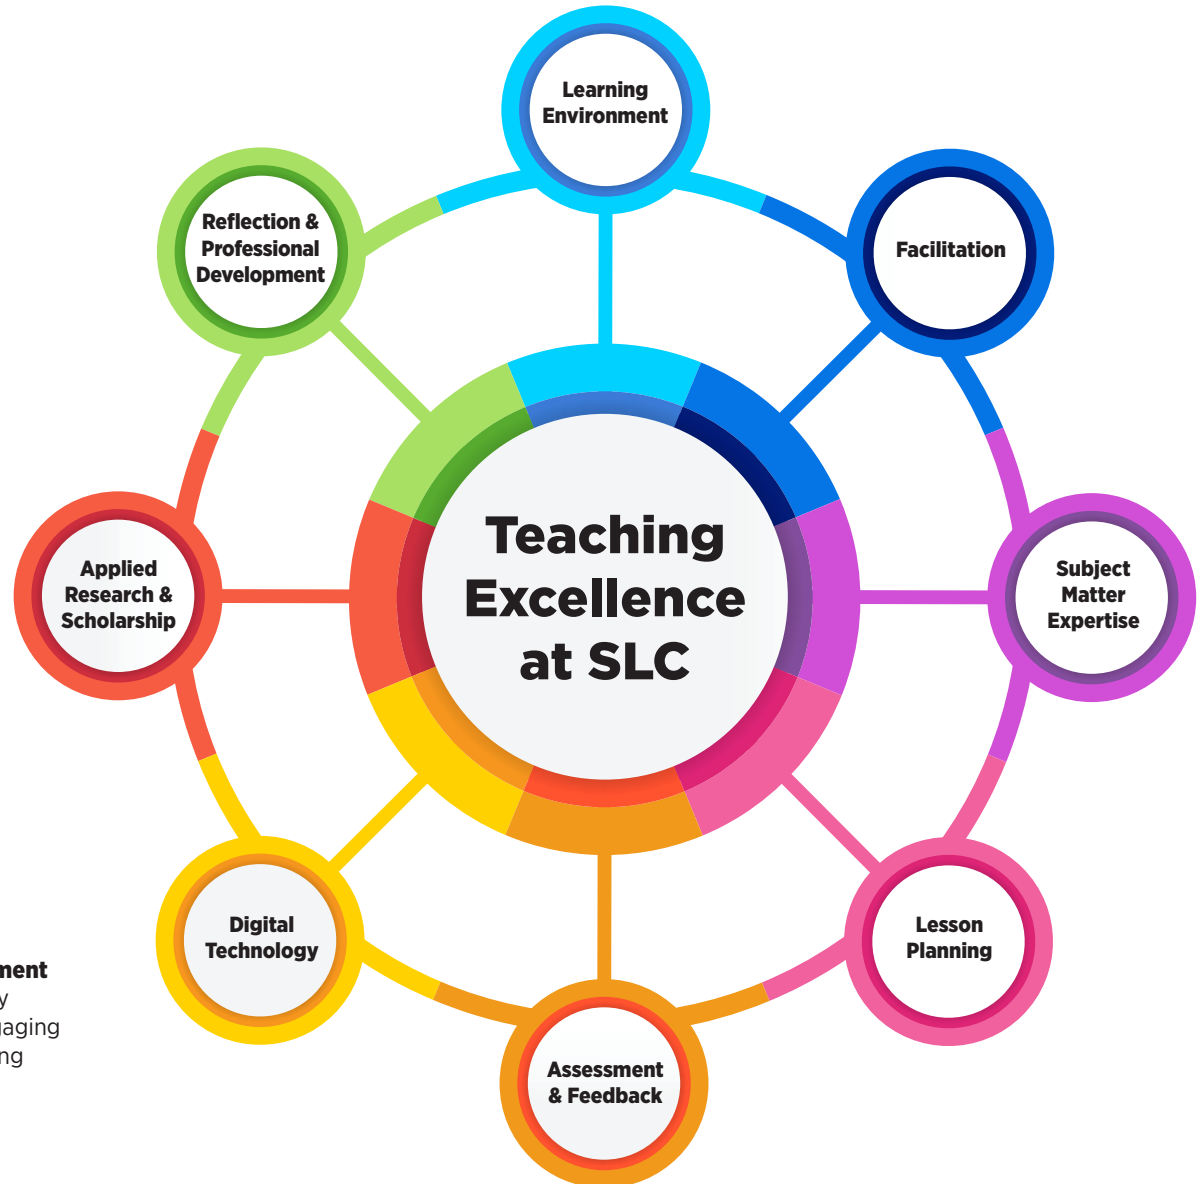 Learning
Environment
Facilitation
Subject
Matter
Expertise
Lesson
Planning
Assessment
& Feedback
Digital
Technology
Applied
Research &
Scholarship
Reflection &
Professional
Development
Teaching
Excellence
at SLC